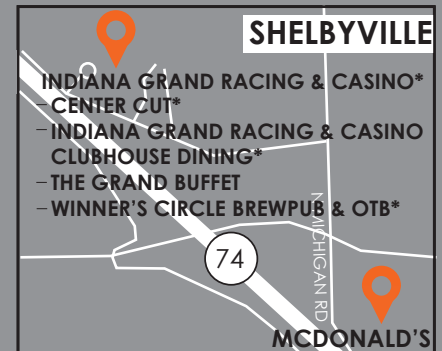 SHELBYVILLE
INDIANA GRAND RACING & CASINO*
– CENTER CUT*
– INDIANA GRAND RACING & CASINO
CLUBHOUSE DINING*
– THE GRAND BUFFET
– WINNER'S CIRCLE BREWPUB & OTB*
N MICHIGAN RD
74
MCDONALD'S